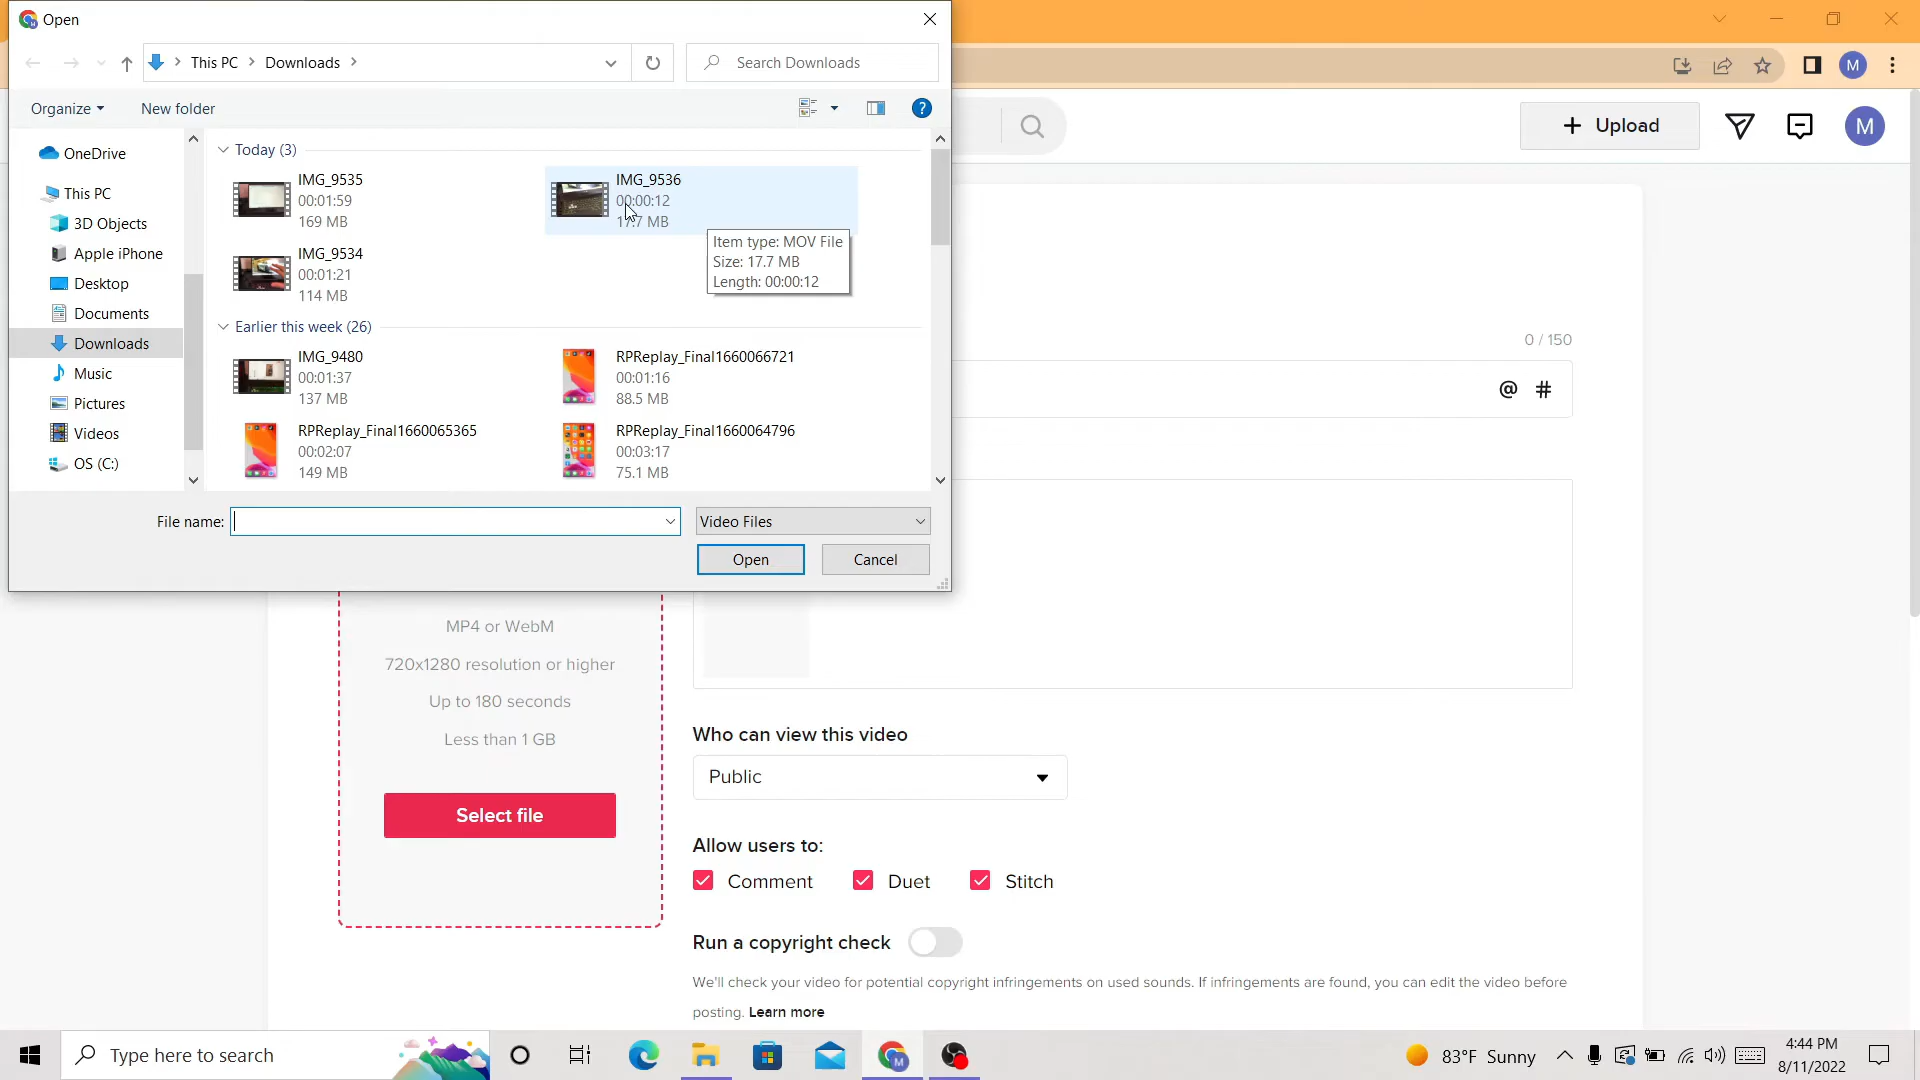 Open
This PC > Downloads >
Search Downloads
Organize
New folder
OneDrive
This PC
3D Objects
Apple iPhone
Desktop
Documents
Downloads
Music
Pictures
Videos
OS (C:)
Today (3)
IMG_9535
00:01:59
169 MB
IMG_9536
00:00:12
17.7 MB
Item type: MOV File
Size: 17.7 MB
Length: 00:00:12
IMG_9534
00:01:21
114 MB
Earlier this week (26)
IMG_9480
00:01:37
137 MB
RPReplay_Final1660066721
00:01:16
88.5 MB
RPReplay_Final1660065365
00:02:07
149 MB
RPReplay_Final1660064796
00:03:17
75.1 MB
File name:
Video Files
Open
Cancel
M
+ Upload
M
0 / 150
@ #
MP4 or WebM
720x1280 resolution or higher
Up to 180 seconds
Less than 1 GB
Select file
Who can view this video
Public
Allow users to:
Comment
Duet
Stitch
Run a copyright check
We'll check your video for potential copyright infringements on used sounds. If infringements are found, you can edit the video before
posting. Learn more
Type here to search
83°F Sunny
4:44 PM
8/11/2022